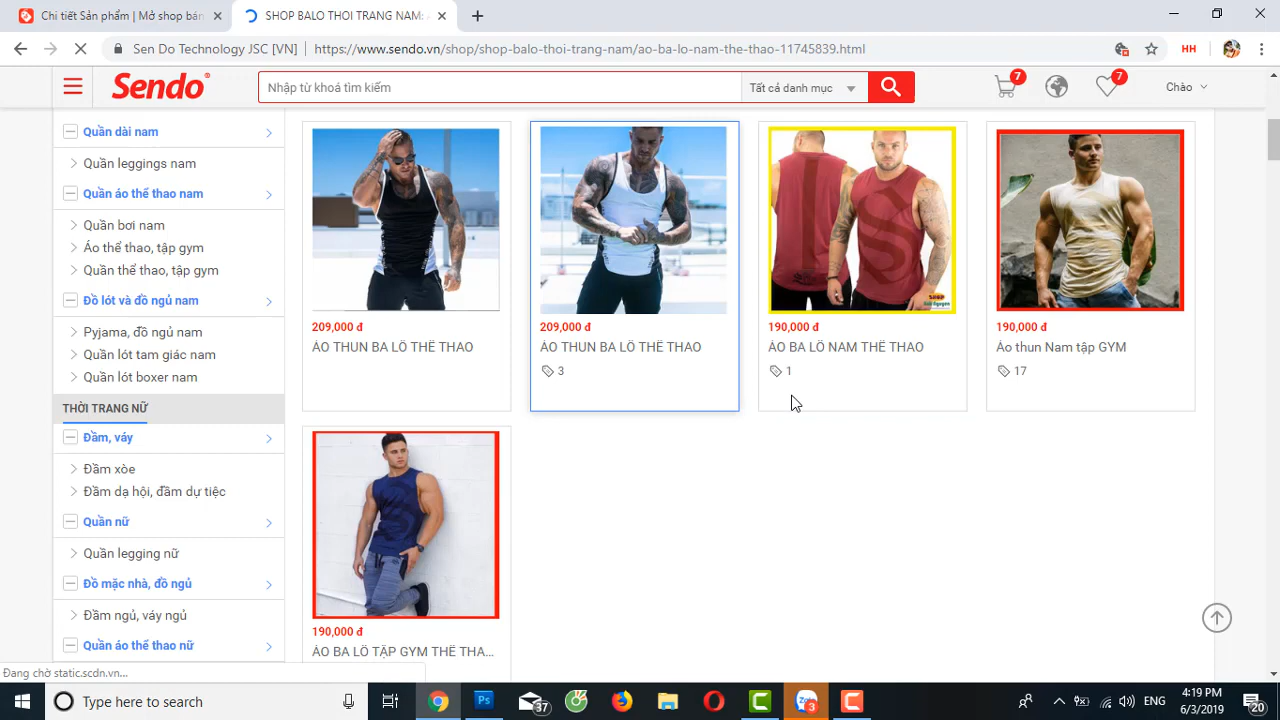 Chi tiết Sản phẩm | Mở shop bán
SHOP BALO THOI TRANG NAM:
Sen Do Technology JSC [VN] | https://www.sendo.vn/shop/shop-balo-thoi-trang-nam/ao-ba-lo-nam-the-thao-11745839.html
HH
Sendo
Nhập từ khoá tìm kiếm
Tất cả danh mục
7
7
Chào
Quần dài nam
Quần leggings nam
Quần áo thể thao nam
Quần bơi nam
Áo thể thao, tập gym
Quần thể thao, tập gym
Đồ lót và đồ ngủ nam
Pyjama, đồ ngủ nam
Quần lót tam giác nam
Quần lót boxer nam
THỜI TRANG NỮ
Đầm, váy
Đầm xòe
Đầm dạ hội, đầm dự tiệc
Quần nữ
Quần legging nữ
Đồ mặc nhà, đồ ngủ
Đầm ngủ, váy ngủ
Quần áo thể thao nữ
209,000 đ
ÁO THUN BA LỖ THỂ THAO
209,000 đ
ÁO THUN BA LỖ THỂ THAO
3
SHOP
190,000 đ
ÁO BA LỖ NAM THỂ THAO
1
190,000 đ
Áo thun Nam tập GYM
17
190,000 đ
ÁO BA LỖ TẬP GYM THỂ THA...
Đang chờ static.scdn.vn...
Type here to search
Ps
37
Zalo
3
ENG
4:19 PM
6/3/2019
20